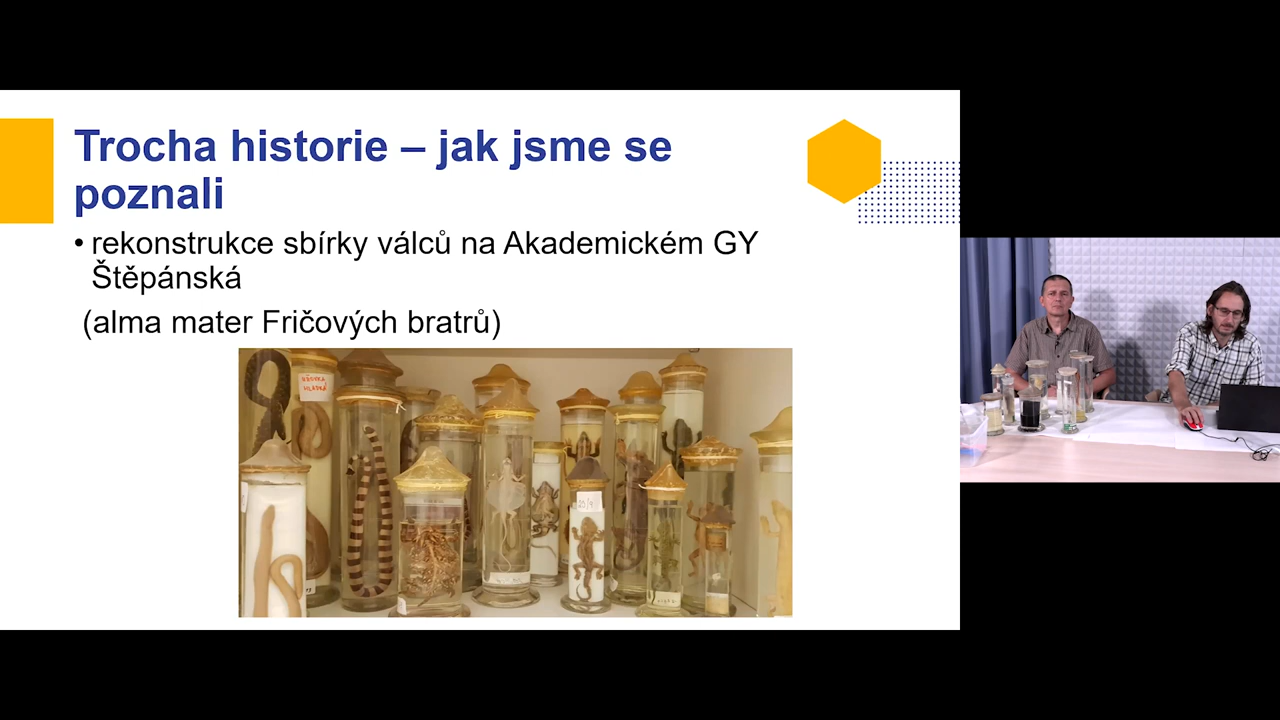 Trocha historie – jak jsme se
poznali
• rekonstrukce sbírky válců na Akademickém GY
Štěpánská
(alma mater Fričových bratrů)